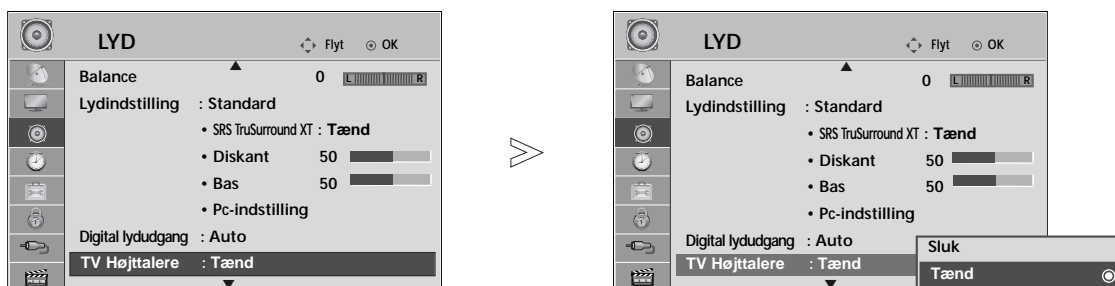 LYD Flyt OK
Balance 0 L R
Lydindstilling : Standard
• SRS TruSurround XT : Tænd
• Diskant 50
• Bas 50
• Pc-indstilling
Digital lydudgang : Auto
TV Højttalere : Tænd
LYD Flyt OK
Balance 0 L R
Lydindstilling : Standard
• SRS TruSurround XT : Tænd
• Diskant 50
• Bas 50
• Pc-indstilling
Digital lydudgang : Auto
TV Højttalere : Tænd
Sluk
Tænd